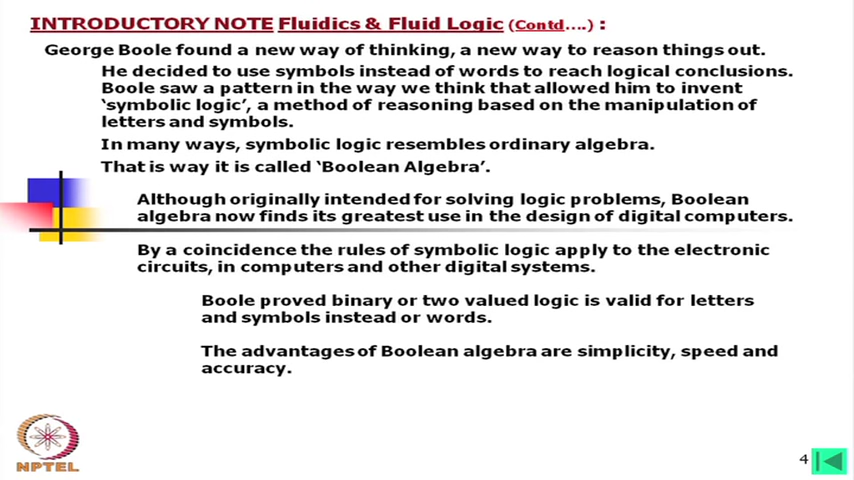 INTRODUCTORY NOTE Fluidics & Fluid Logic (Contd....) :
George Boole found a new way of thinking, a new way to reason things out.
He decided to use symbols instead of words to reach logical conclusions.
Boole saw a pattern in the way we think that allowed him to invent
‘symbolic logic’, a method of reasoning based on the manipulation of
letters and symbols.
In many ways, symbolic logic resembles ordinary algebra.
That is way it is called ‘Boolean Algebra’.
Although originally intended for solving logic problems, Boolean
algebra now finds its greatest use in the design of digital computers.
By a coincidence the rules of symbolic logic apply to the electronic
circuits, in computers and other digital systems.
Boole proved binary or two valued logic is valid for letters
and symbols instead or words.
The advantages of Boolean algebra are simplicity, speed and
accuracy.
NPTEL
4